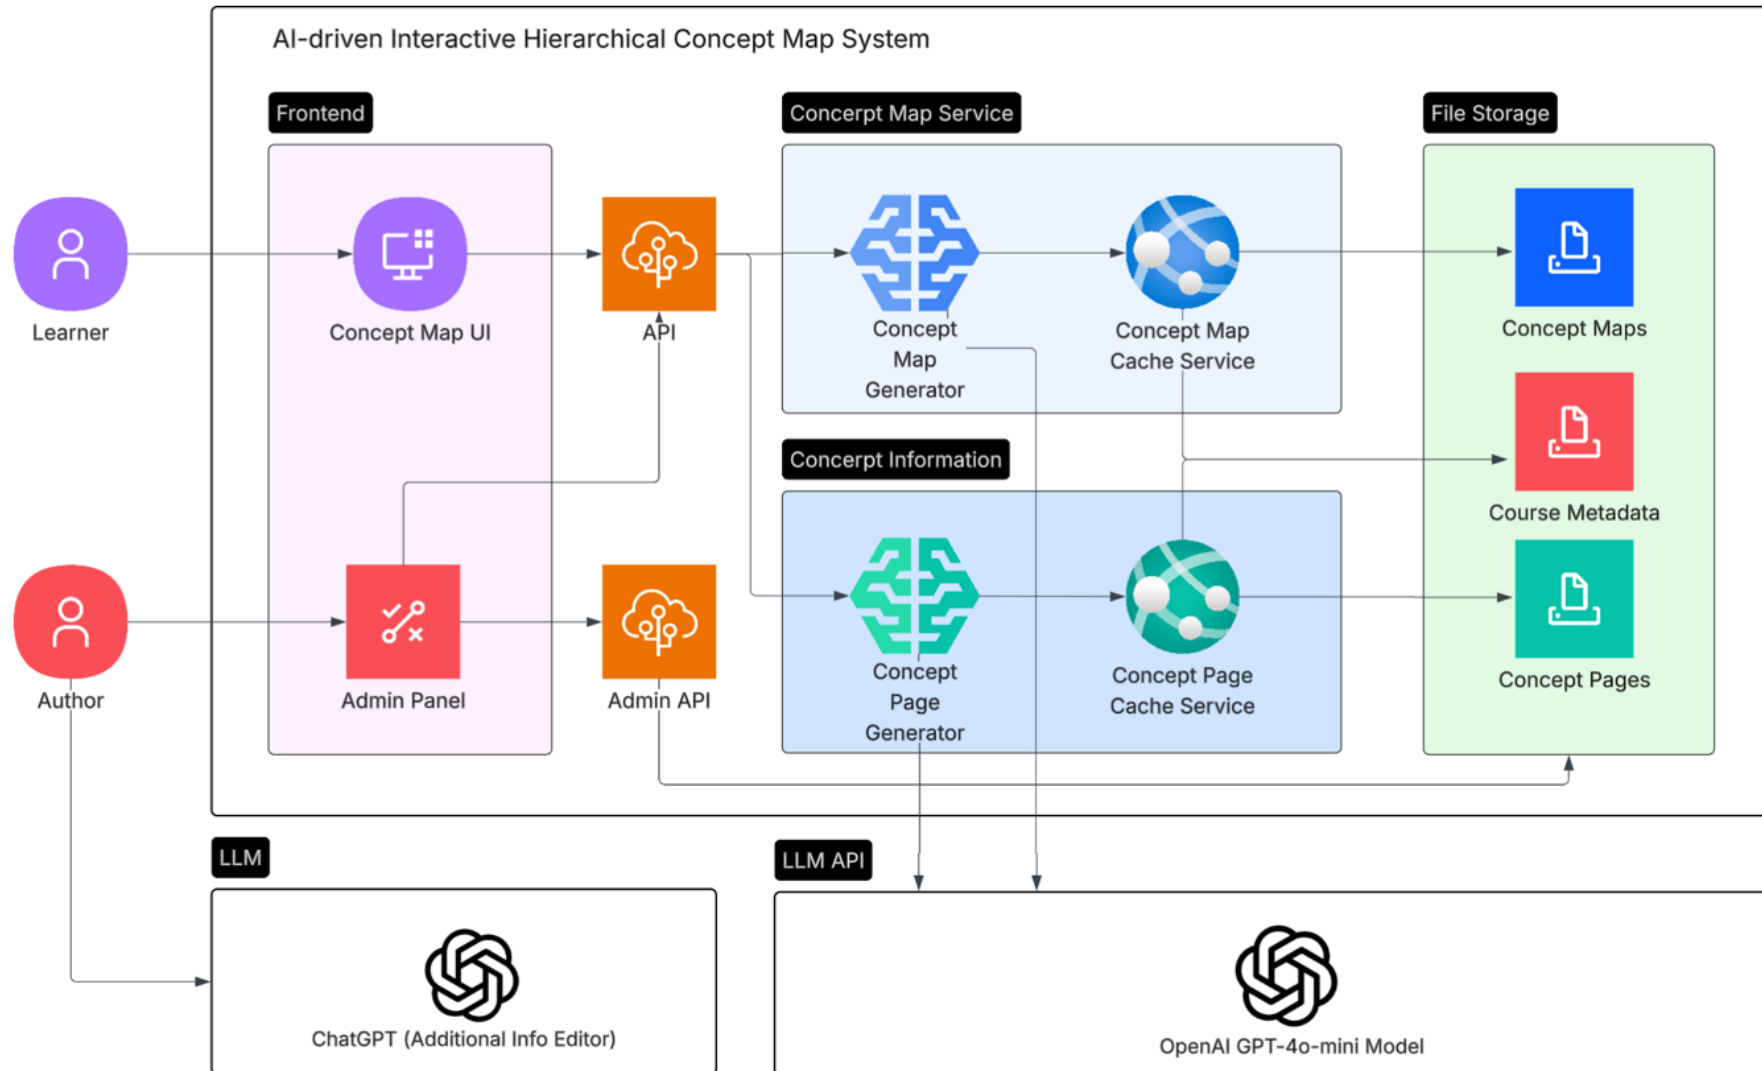 AI-driven Interactive Hierarchical Concept Map System
Frontend
Concerpt Map Service
File Storage
Learner
Concept Map UI
API
Concept
Map
Generator
Concept Map
Cache Service
Concept Maps
Concerpt Information
Course Metadata
Author
Admin Panel
Admin API
Concept
Page
Generator
Concept Page
Cache Service
Concept Pages
LLM
LLM API
ChatGPT (Additional Info Editor)
OpenAI GPT-4o-mini Model